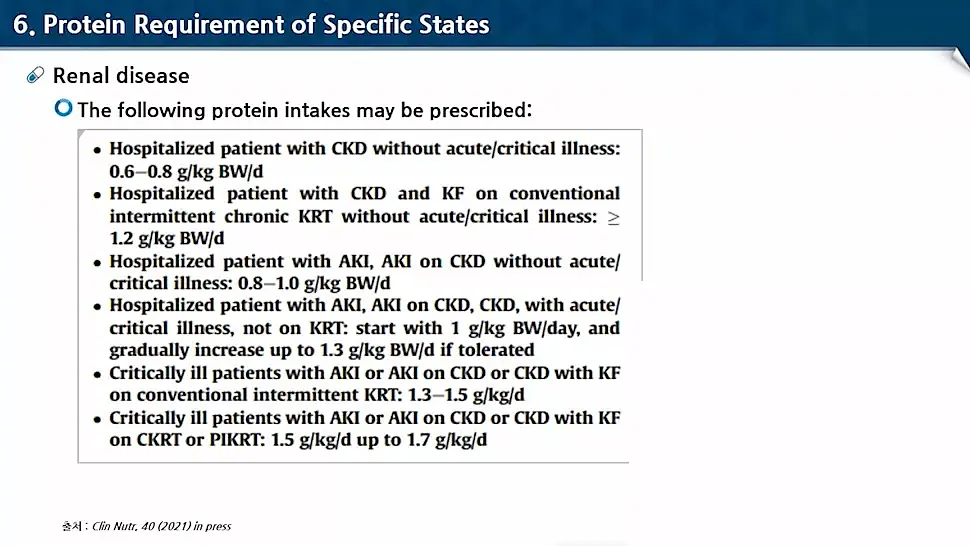 6. Protein Requirement of Specific States
Renal disease
The following protein intakes may be prescribed:
• Hospitalized patient with CKD without acute/critical illness:
0.6–0.8 g/kg BW/d
• Hospitalized patient with CKD and KF on conventional
intermittent chronic KRT without acute/critical illness: ≥
1.2 g/kg BW/d
• Hospitalized patient with AKI, AKI on CKD without acute/
critical illness: 0.8–1.0 g/kg BW/d
• Hospitalized patient with AKI, AKI on CKD, CKD, with acute/
critical illness, not on KRT: start with 1 g/kg BW/day, and
gradually increase up to 1.3 g/kg BW/d if tolerated
• Critically ill patients with AKI or AKI on CKD or CKD with KF
on conventional intermittent KRT: 1.3–1.5 g/kg/d
• Critically ill patients with AKI or AKI on CKD or CKD with KF
on CKRT or PIKRT: 1.5 g/kg/d up to 1.7 g/kg/d
출처 : Clin Nutr, 40 (2021) in press